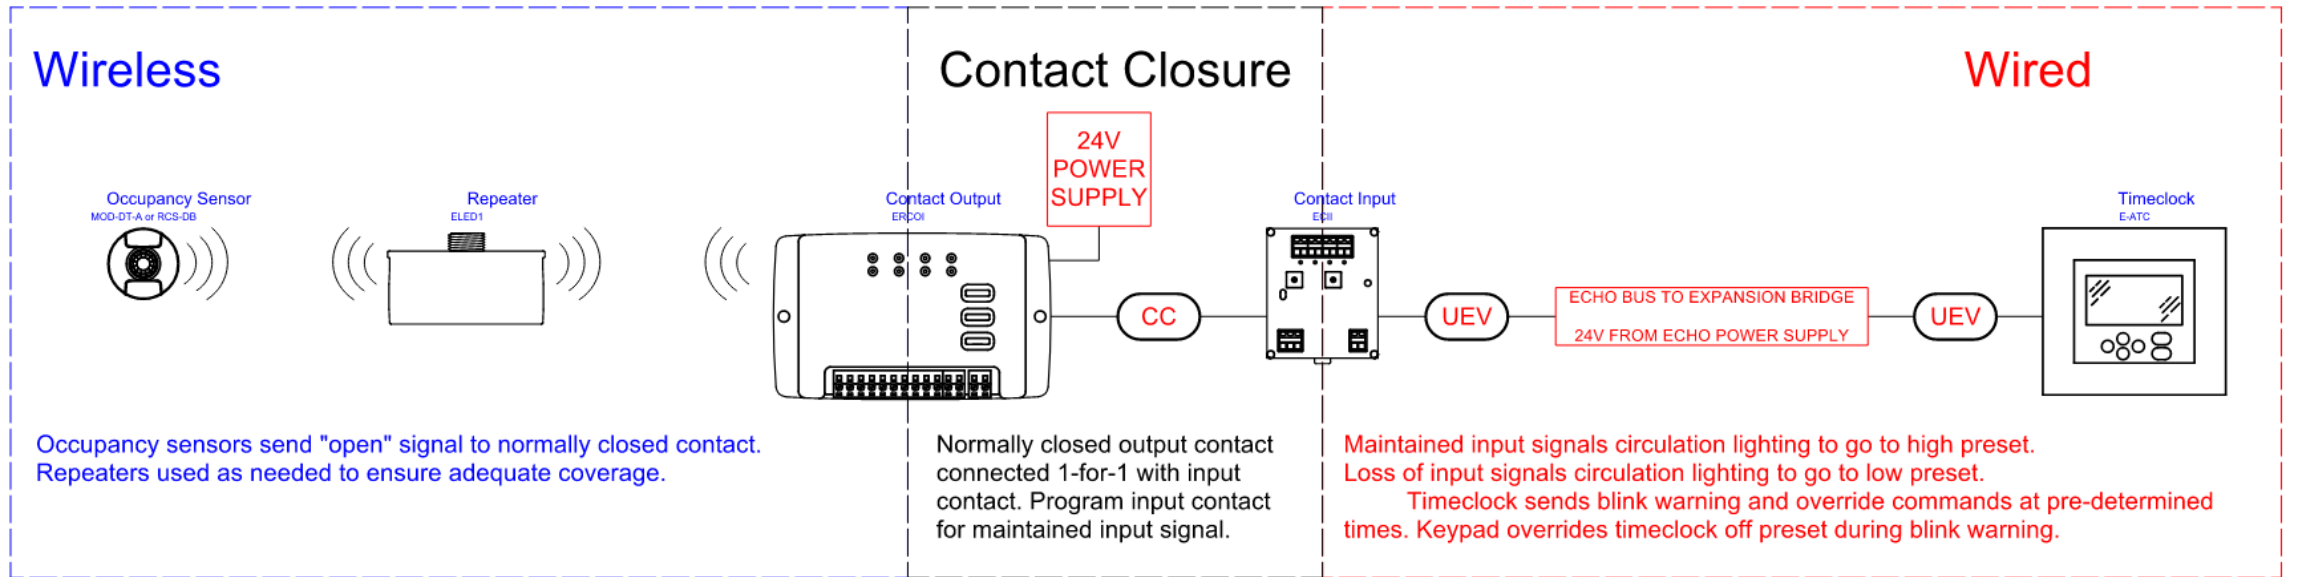 Wireless
Contact Closure
Wired
24V
POWER
SUPPLY
Occupancy Sensor
MOD-DT-A or RCS-DB
Repeater
ELED1
Contact Output
ERCOI
Contact Input
ECII
Timeclock
E-ATC
CC
UEV
ECHO BUS TO EXPANSION BRIDGE
24V FROM ECHO POWER SUPPLY
UEV
Occupancy sensors send "open" signal to normally closed contact.
Repeaters used as needed to ensure adequate coverage.
Normally closed output contact
connected 1-for-1 with input
contact. Program input contact
for maintained input signal.
Maintained input signals circulation lighting to go to high preset.
Loss of input signals circulation lighting to go to low preset.
Timeclock sends blink warning and override commands at pre-determined
times. Keypad overrides timeclock off preset during blink warning.